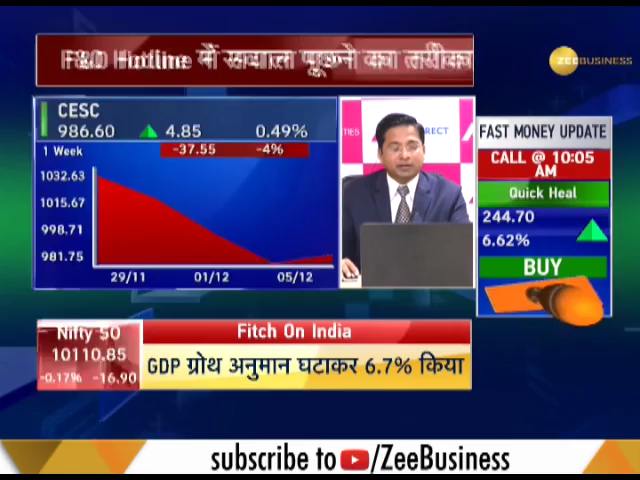 F&O Hotline में सवाल पूछने का तरीका
ZEEBUSINESS
CESC
986.60 4.85 0.49%
1 Week -37.55 -4%
1032.63
1015.67
998.71
981.75
29/11 01/12 05/12
TIES
DIRECT
FAST MONEY UPDATE
CALL @ 10:05
AM
Quick Heal
244.70
6.62%
BUY
Nifty 50
10110.85
-0.17% -16.90
Fitch On India
GDP ग्रोथ अनुमान घटाकर 6.7% किया
subscribe to /ZeeBusiness